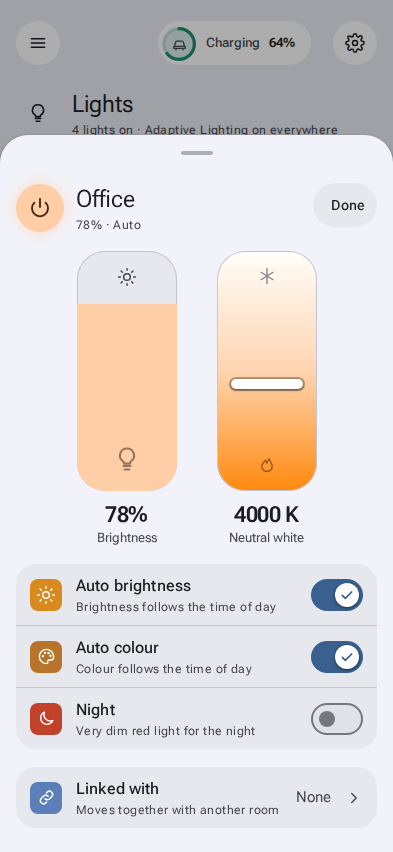 Charging 64%
Lights
4 lights on · Adaptive Lighting on everywhere
Office
78% · Auto
Done
78%
Brightness
4000 K
Neutral white
Auto brightness
Brightness follows the time of day
Auto colour
Colour follows the time of day
Night
Very dim red light for the night
Linked with
Moves together with another room
None